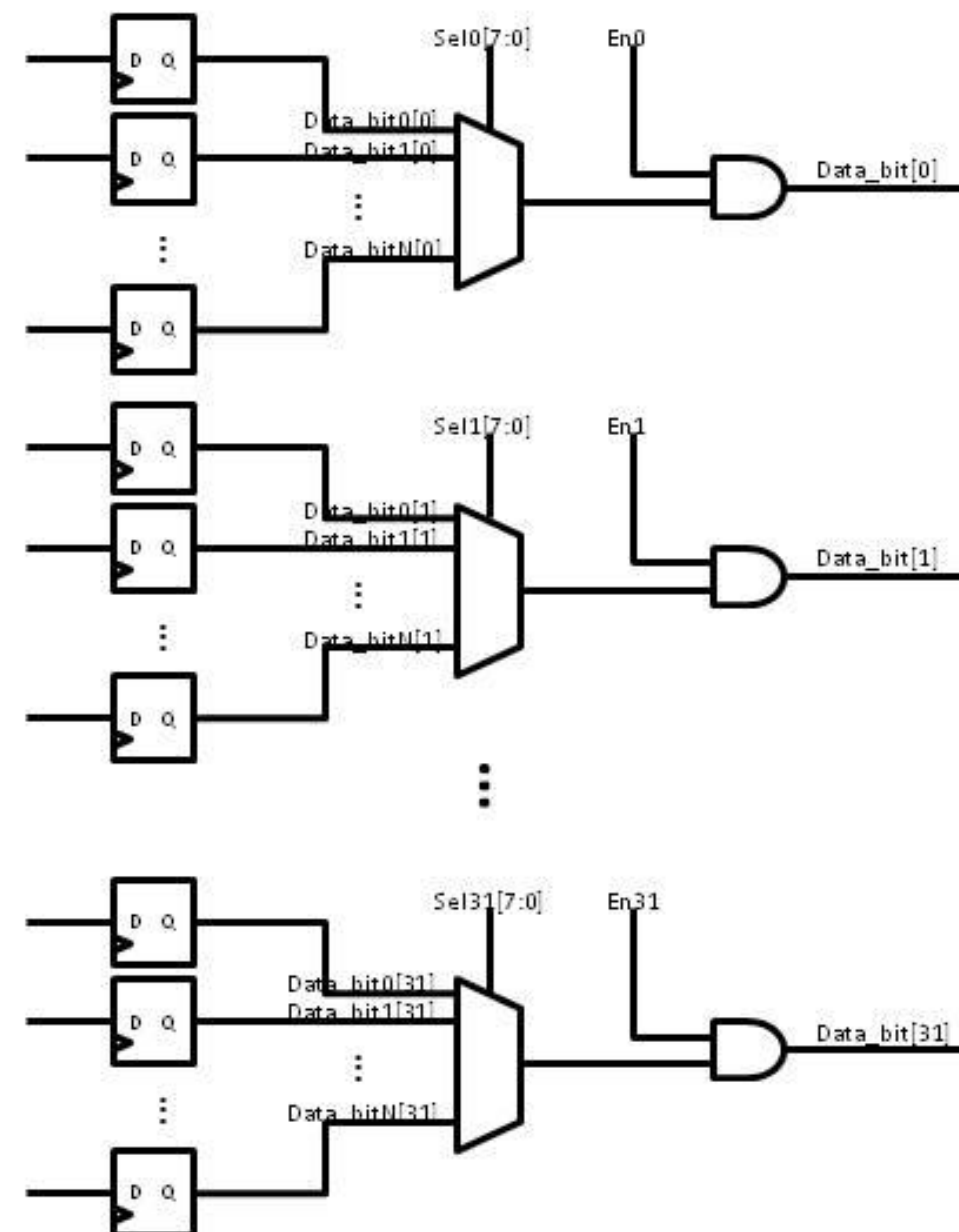 D Q
Sel0[7:0] En0
Data_bit0[0]
D Q Data_bit1[0]
Data_bit[0]
Data_bitN[0]
D Q
D Q
Sel1[7:0] En1
Data_bit0[1]
D Q Data_bit1[1]
Data_bit[1]
Data_bitN[1]
D Q
D Q
Sel31[7:0] En31
Data_bit0[31]
D Q Data_bit1[31]
Data_bit[31]
Data_bitN[31]
D Q